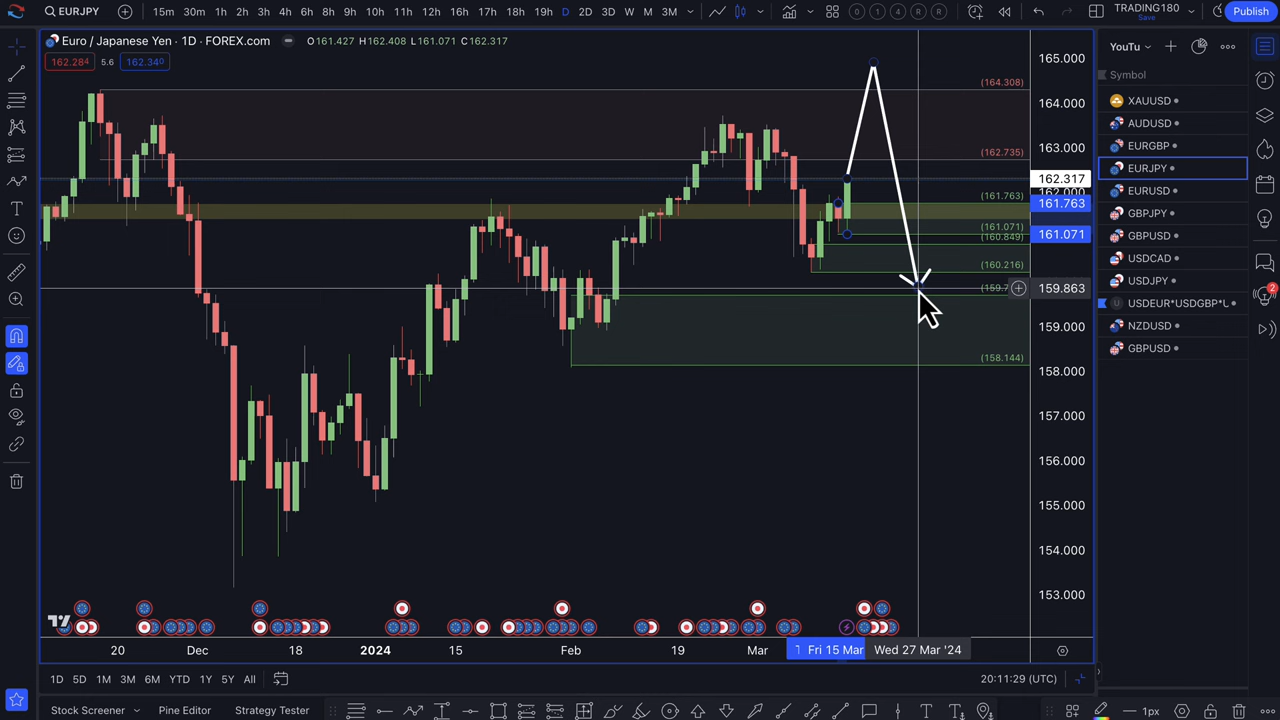 EURJPY
15m 30m 1h 2h 3h 4h 6h 7h 8h 9h 10h 11h 12h 15h 16h 17h 18h 19h D 2D 3D W M 3M
TRADING180
Save
Publish
Euro / Japanese Yen · 1D · FOREX.com
O161.427 H162.408 L161.071 C162.317
162.284 5.6 162.340
(164.308)
(162.735)
(161.763)
(161.071)
(160.849)
(160.216)
(158.144)
165.000
164.000
163.000
162.317
162.000
161.763
161.071
159.863
159.000
158.000
157.000
156.000
155.000
154.000
153.000
20 Dec 18 2024 15 Feb 19 Mar Fri 15 Mar Wed 27 Mar '24
1D 5D 1M 3M 6M YTD 1Y 5Y All
20:11:29 (UTC)
Stock Screener Pine Editor Strategy Tester
1px
YouTu
Symbol
XAUUSD
AUDUSD
EURGBP
EURJPY
EURUSD
GBPJPY
GBPUSD
USDCAD
USDJPY
USDEUR*USDGBP*U
NZDUSD
GBPUSD
2